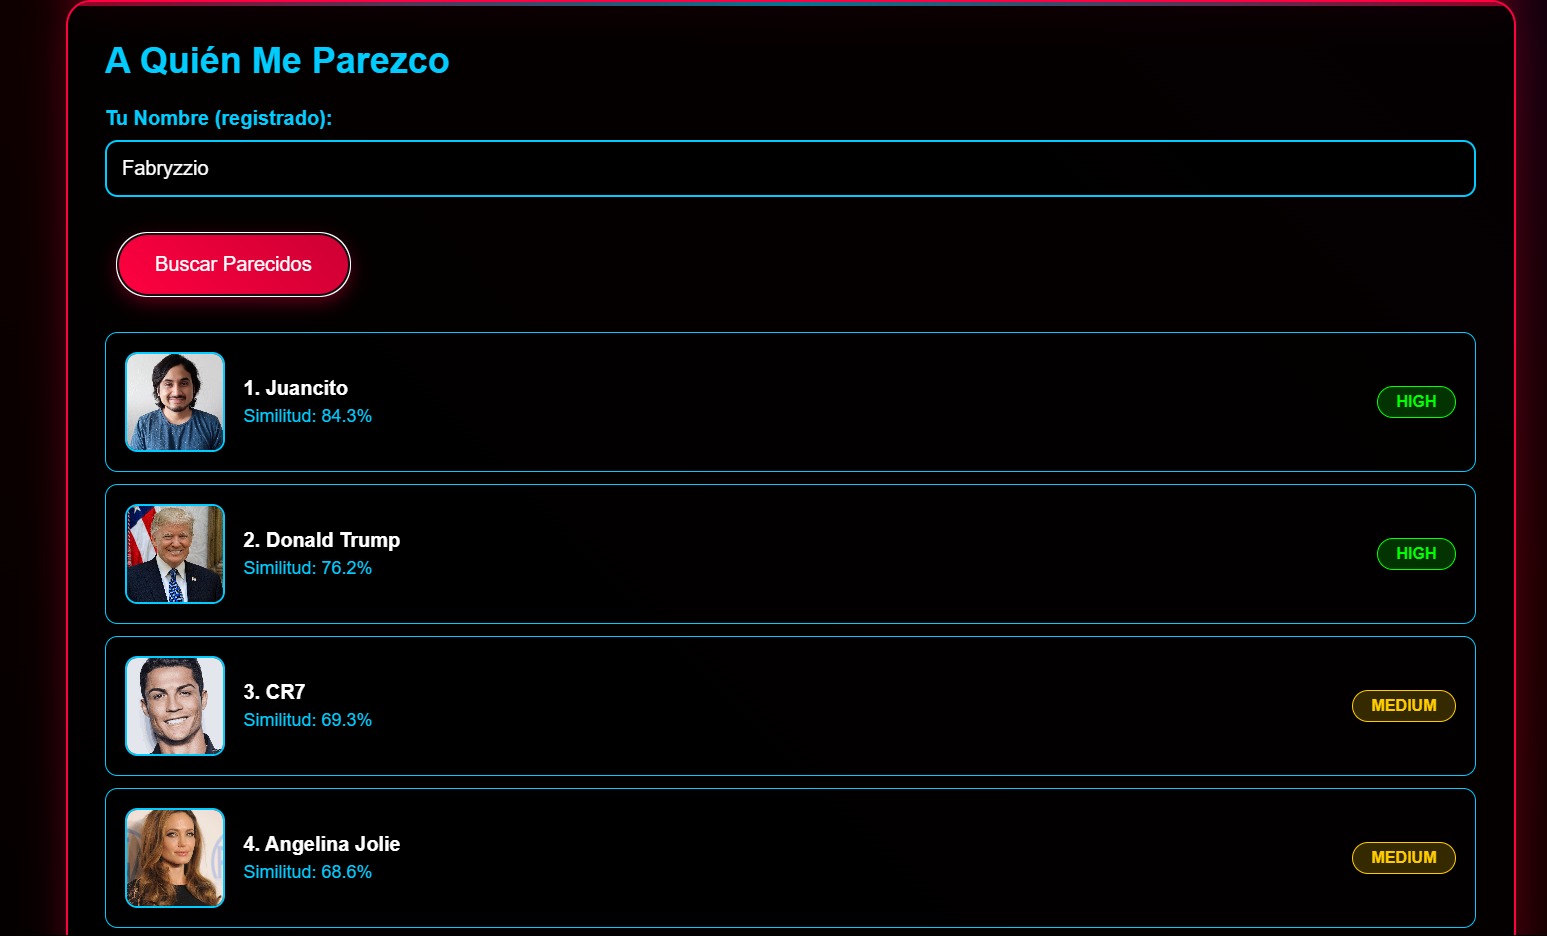 A Quién Me Parezco
Tu Nombre (registrado):
Fabryzzio
Buscar Parecidos
1. Juancito
Similitud: 84.3%
HIGH
2. Donald Trump
Similitud: 76.2%
HIGH
3. CR7
Similitud: 69.3%
MEDIUM
4. Angelina Jolie
Similitud: 68.6%
MEDIUM